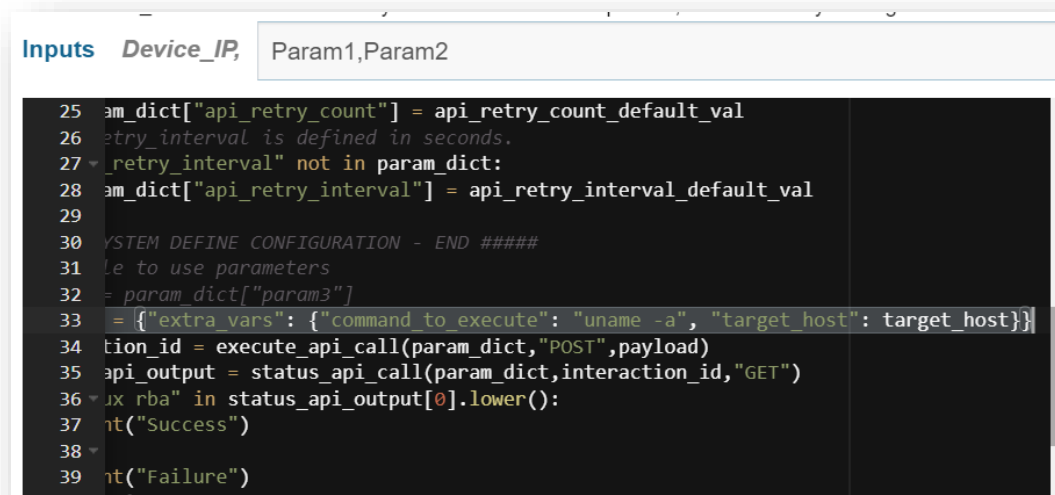 Inputs Device_IP, Param1,Param2
25 am_dict["api_retry_count"] = api_retry_count_default_val
26 etry_interval is defined in seconds.
27 _retry_interval" not in param_dict:
28 am_dict["api_retry_interval"] = api_retry_interval_default_val
29
30 YSTEM DEFINE CONFIGURATION - END #####
31 le to use parameters
32 = param_dict["param3"]
33 = {"extra_vars": {"command_to_execute": "uname -a", "target_host": target_host}}
34 tion_id = execute_api_call(param_dict,"POST",payload)
35 api_output = status_api_call(param_dict,interaction_id,"GET")
36 ux rba" in status_api_output[0].lower():
37 nt("Success")
38
39 nt("Failure")